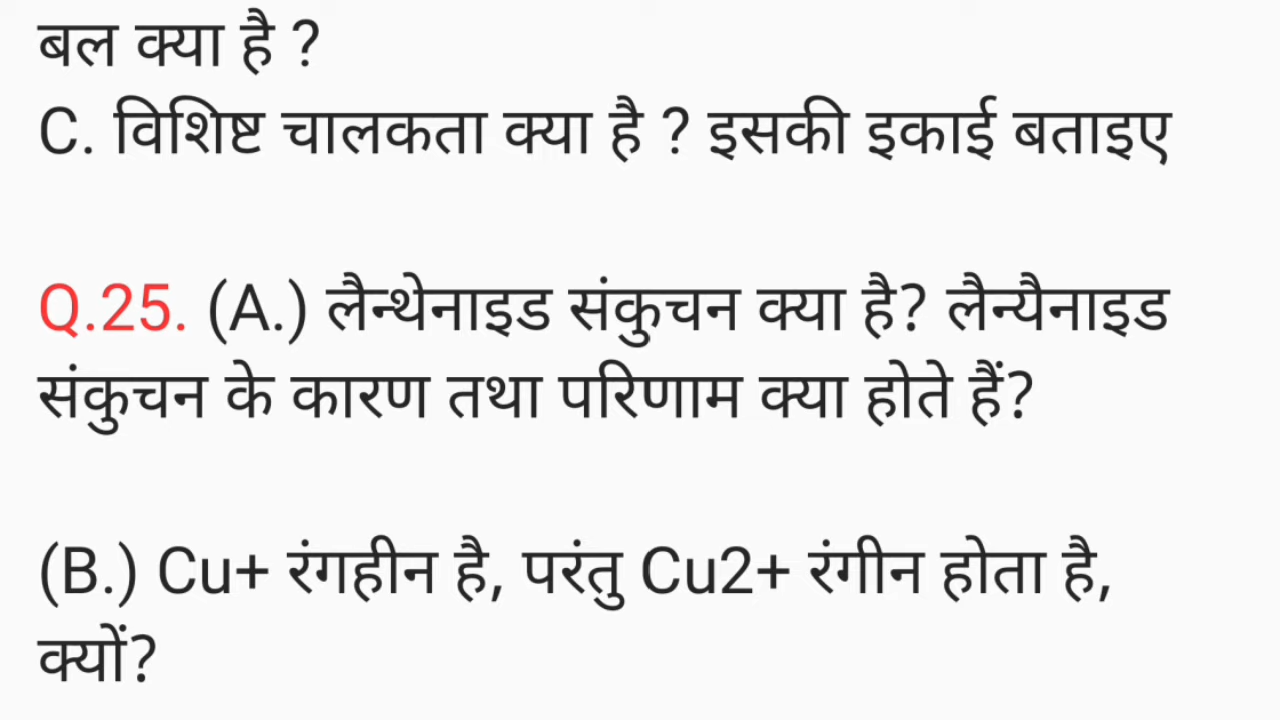 बल क्या है ?
C. विशिष्ट चालकता क्या है ? इसकी इकाई बताइए
Q.25. (A.) लैन्थेनाइड संकुचन क्या है? लैन्यैनाइड
संकुचन के कारण तथा परिणाम क्या होते हैं?
(B.) Cu+ रंगहीन है, परंतु Cu2+ रंगीन होता है,
क्यों?